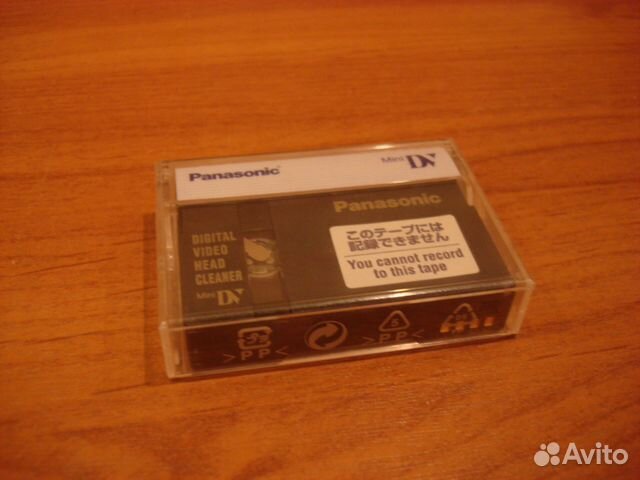 Panasonic
Mini DV
Panasonic
DIGITAL
VIDEO
HEAD
CLEANER
Mini DV
このテープには
記録できません
You cannot record
to this tape
>PP<
5
>PP<
Avito